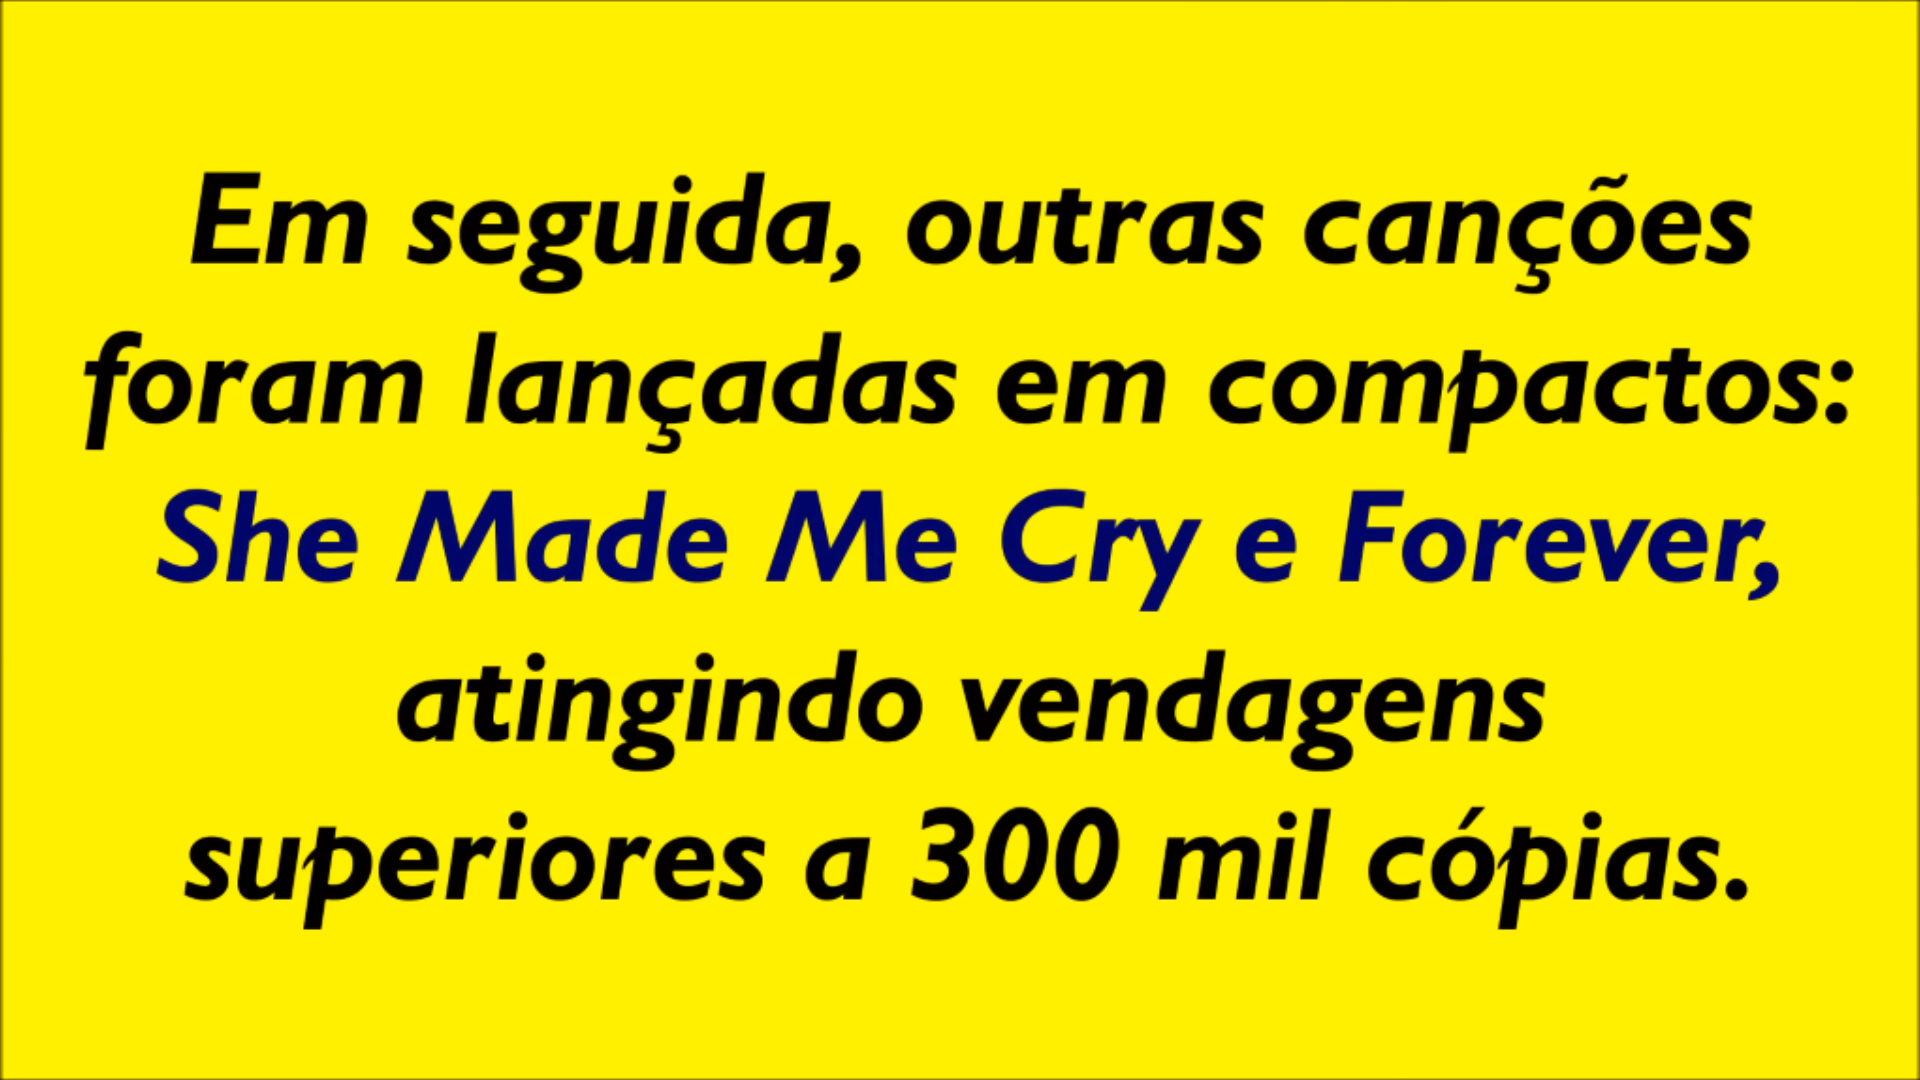 Em seguida, outras canções
foram lançadas em compactos:
She Made Me Cry e Forever,
atingindo vendagens
superiores a 300 mil cópias.